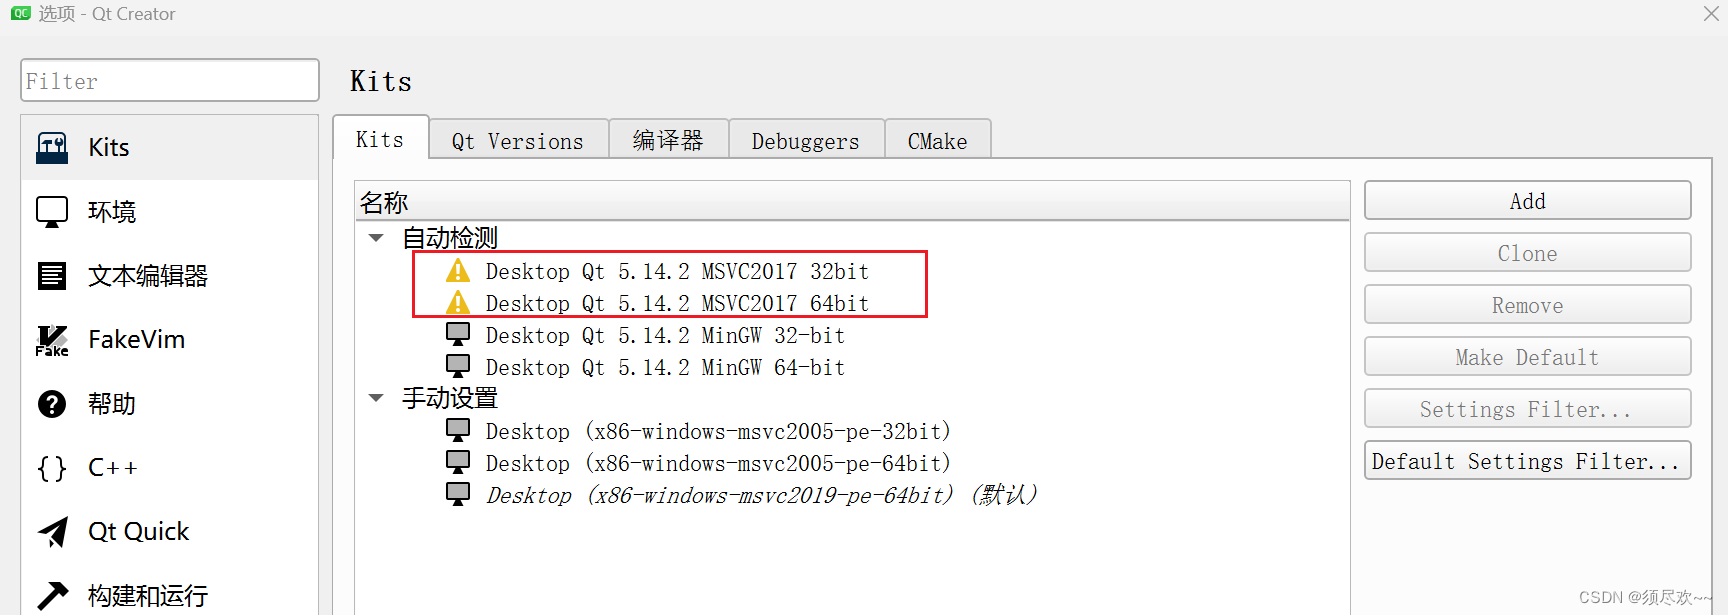 QC 选项 - Qt Creator
Filter
Kits
环境
文本编辑器
Fake
FakeVim
帮助
C++
Qt Quick
构建和运行
Kits
Kits Qt Versions 编译器 Debuggers CMake
名称
自动检测
Desktop Qt 5.14.2 MSVC2017 32bit
Desktop Qt 5.14.2 MSVC2017 64bit
Desktop Qt 5.14.2 MinGW 32-bit
Desktop Qt 5.14.2 MinGW 64-bit
手动设置
Desktop (x86-windows-msvc2005-pe-32bit)
Desktop (x86-windows-msvc2005-pe-64bit)
Desktop (x86-windows-msvc2019-pe-64bit) (默认)
Add
Clone
Remove
Make Default
Settings Filter...
Default Settings Filter...
CSDN @须尽欢~~